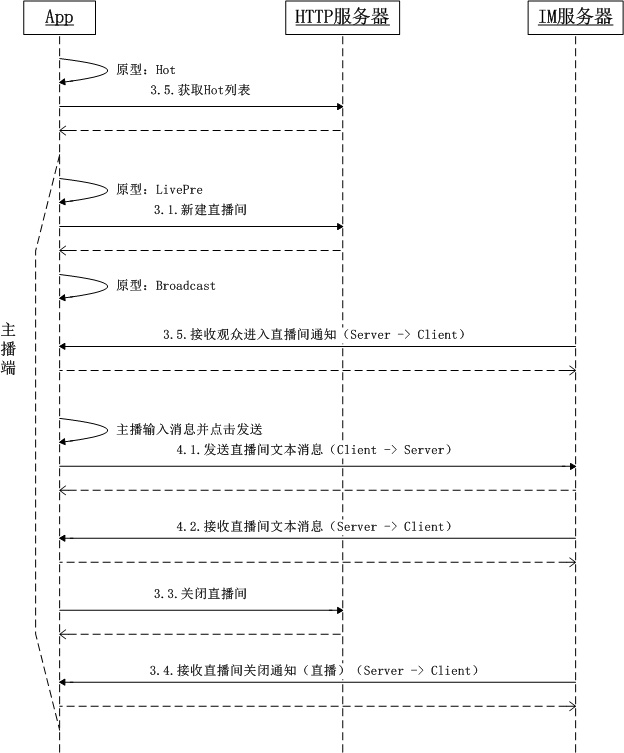 App
HTTP服务器
IM服务器
原型: Hot
3.5.获取Hot列表
原型: LivePre
3.1.新建直播间
原型: Broadcast
3.5.接收观众进入直播间通知（Server -> Client）
主播端
主播输入消息并点击发送
4.1.发送直播间文本消息（Client -> Server）
4.2.接收直播间文本消息（Server -> Client）
3.3.关闭直播间
3.4.接收直播间关闭通知（直播）（Server -> Client）